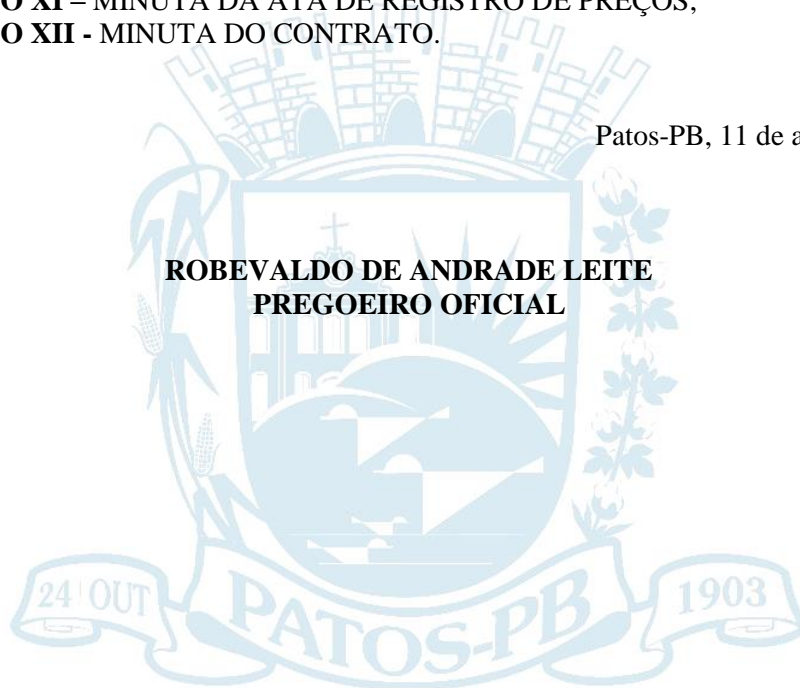 O XI – MINUTA DA ATA DE REGISTRO DE PREÇOS;
O XII - MINUTA DO CONTRATO.
Patos-PB, 11 de a
ROBEVALDO DE ANDRADE LEITE
PREGOEIRO OFICIAL
24 OUT
PATOS-PB
1903